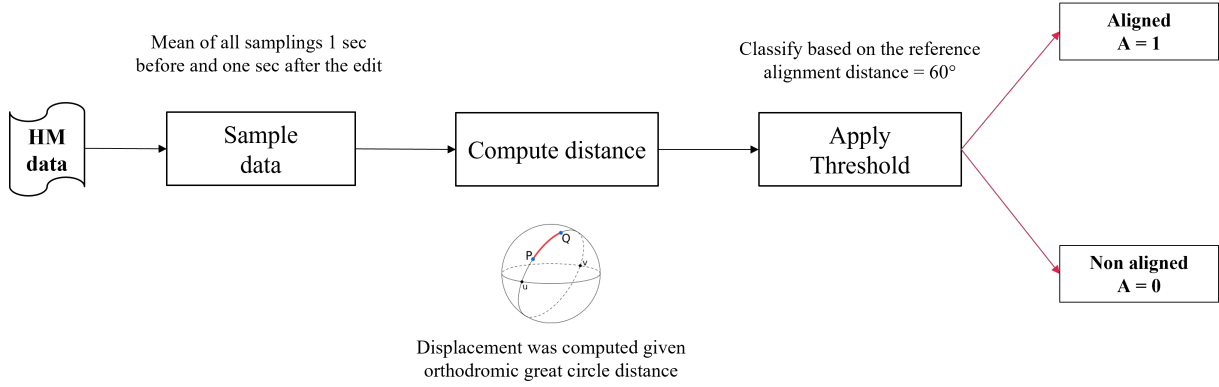 Mean of all samplings 1 sec
before and one sec after the edit
Classify based on the reference
alignment distance = 60°
Aligned
A = 1
HM
data
Sample
data
Compute distance
Apply
Threshold
P
Q
u
v
Non aligned
A = 0
Displacement was computed given
orthodromic great circle distance